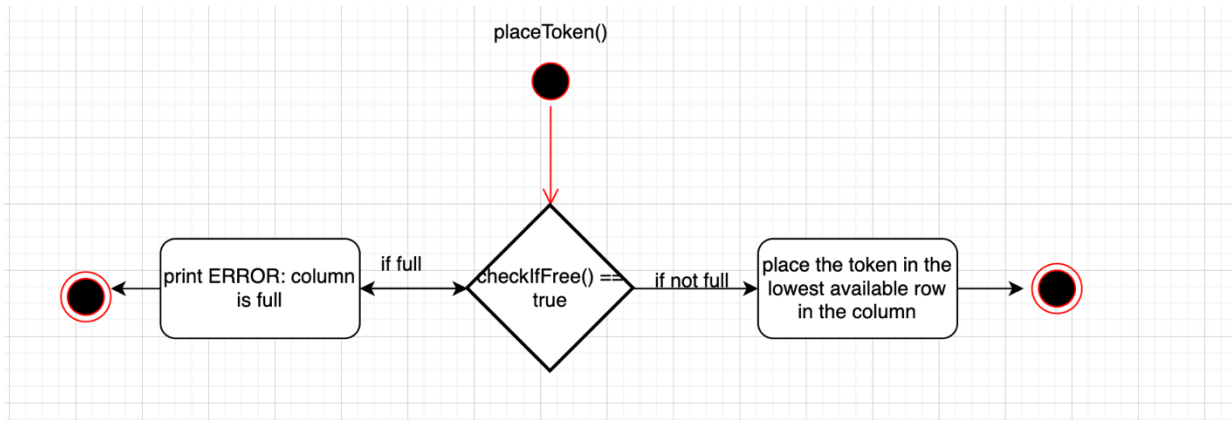 placeToken()
print ERROR: column
is full
if full
checkIfFree() ==
true
if not full
place the token in the
lowest available row
in the column